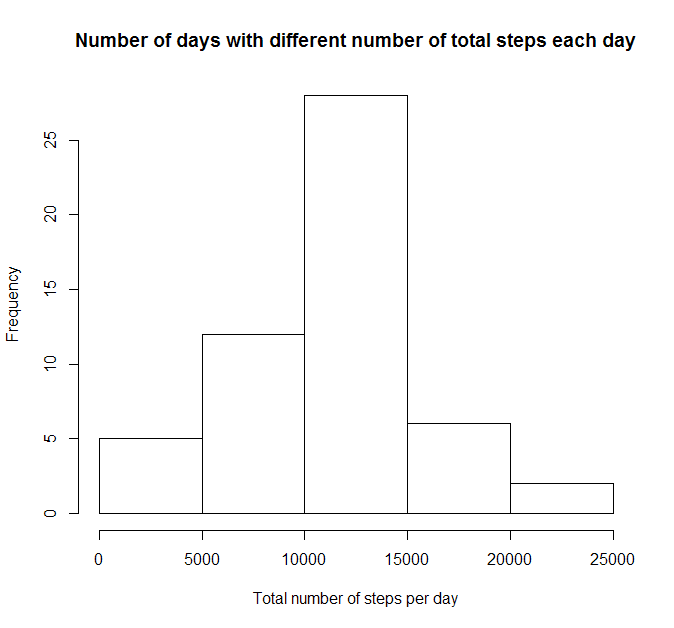 Number of days with different number of total steps each day
Frequency
25
20
15
10
5
0
0 5000 10000 15000 20000 25000
Total number of steps per day